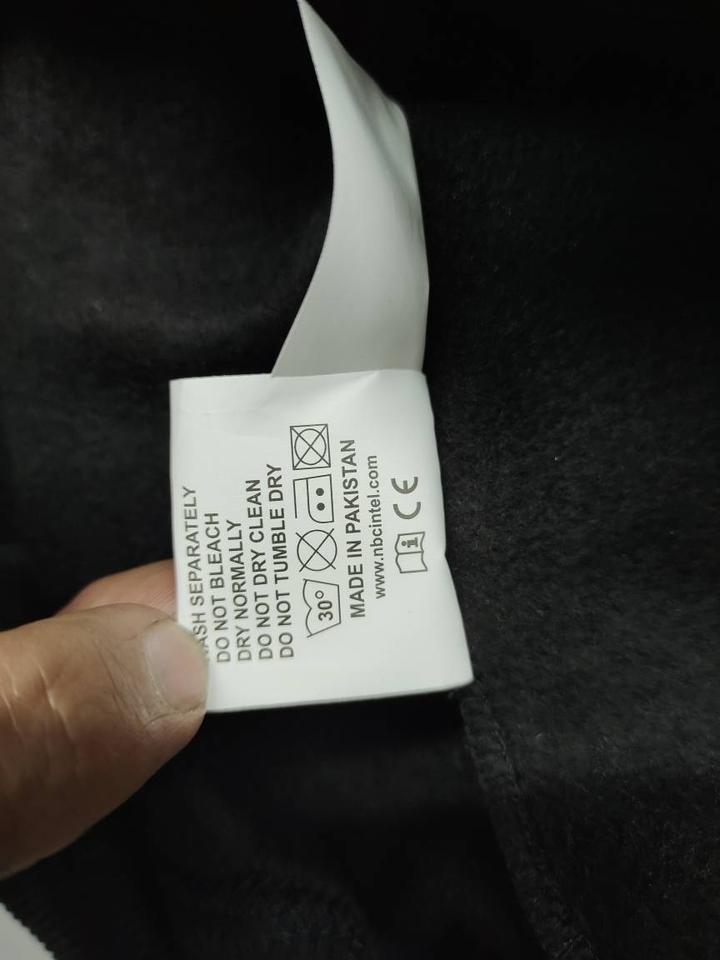 SEPARATELY
DO NOT BLEACH
DRY NORMALLY
DO NOT DRY CLEAN
DO NOT TUMBLE DRY
30°
MADE IN PAKISTAN
www.nbcintel.com
i CE